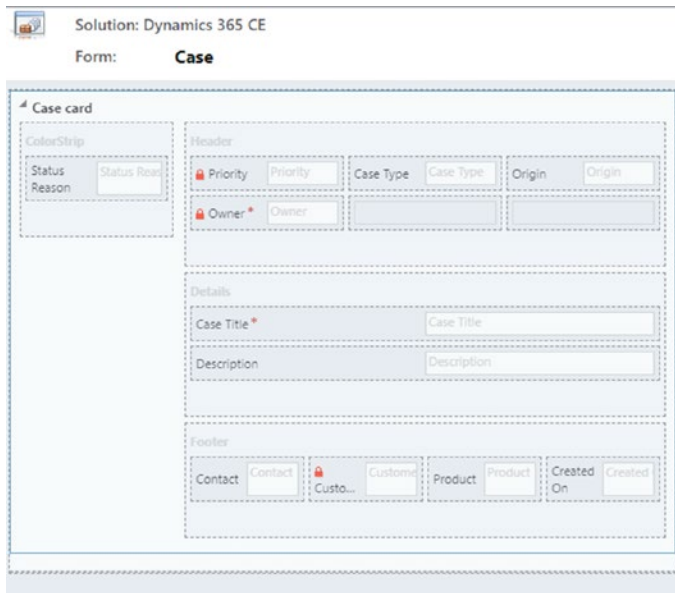 Solution: Dynamics 365 CE
Form: Case
Case card
ColorStrip
Status Reason Status Reas
Header
Priority Priority Case Type Case Type Origin Origin
Owner* Owner
Details
Case Title* Case Title
Description Description
Footer
Contact Contact Custo... Custome Product Product Created On Created